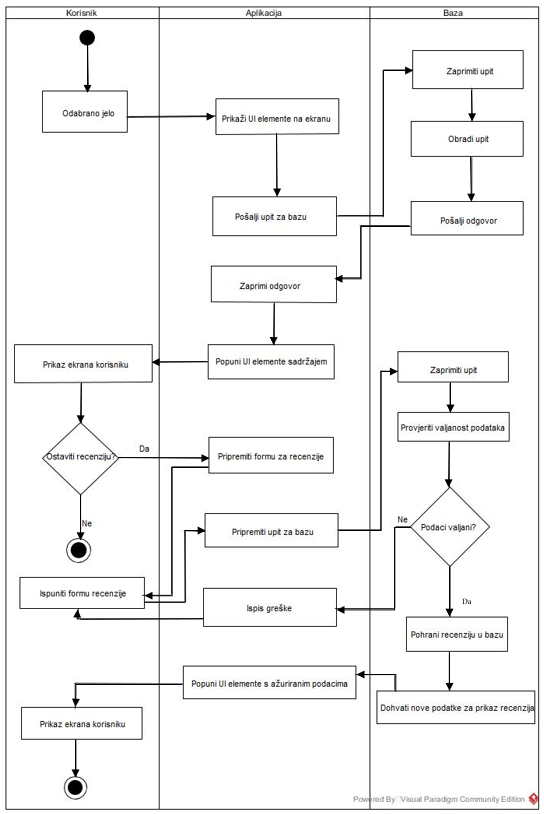 Korisnik
Aplikacija
Baza
Zaprimiti upit
Odabrano jelo
Prikaži UI elemente na ekranu
Obradi upit
Pošalji upit za bazu
Pošalji odgovor
Zaprimi odgovor
Prikaz ekrana korisniku
Popuni UI elemente sadržajem
Zaprimiti upit
Provjeriti valjanost podataka
Ostaviti recenziju?
Da
Pripremiti formu za recenzije
Ne
Pripremiti upit za bazu
Ne
Podaci valjani?
Ispuniti formu recenzije
Ispis greške
Da
Pohrani recenziju u bazu
Popuni UI elemente s ažuriranim podacima
Dohvati nove podatke za prikaz recenzija
Prikaz ekrana korisniku
Powered By Visual Paradigm Community Edition